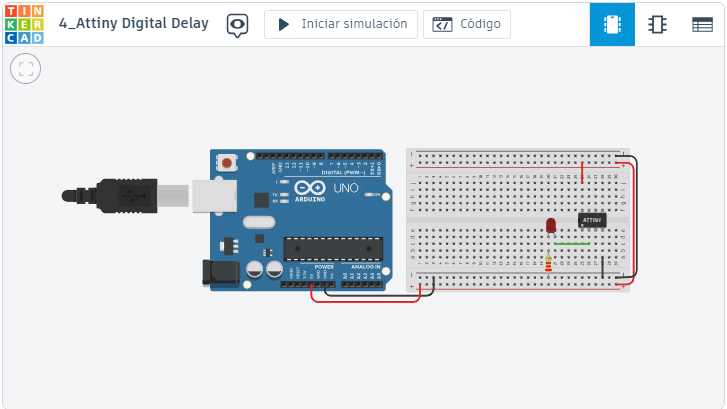 TIN
KER
CAD
4_Attiny Digital Delay
Iniciar simulación
Código
DIGITAL (PWM~)
L
TX
RX
UNO
ON
ARDUINO
ATTINY
POWER
ANALOG IN